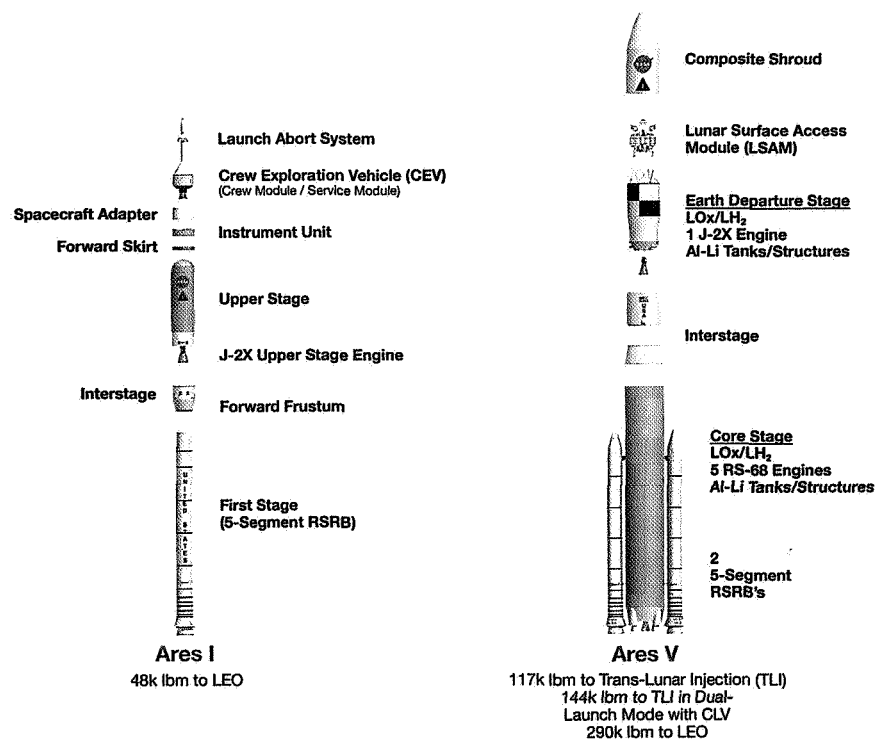 Composite Shroud
Lunar Surface Access
Module (LSAM)
Earth Departure Stage
LOx/LH₂
1 J-2X Engine
Al-Li Tanks/Structures
Interstage
Core Stage
LOx/LH₂
5 RS-68 Engines
Al-Li Tanks/Structures
2
5-Segment
RSRB's
Ares V
117k lbm to Trans-Lunar Injection (TLI)
144k lbm to TLI in Dual-
Launch Mode with CLV
290k lbm to LEO
Launch Abort System
Crew Exploration Vehicle (CEV)
(Crew Module / Service Module)
Spacecraft Adapter
Instrument Unit
Forward Skirt
Upper Stage
J-2X Upper Stage Engine
Interstage
Forward Frustum
UNITED STATES
First Stage
(5-Segment RSRB)
Ares I
48k lbm to LEO